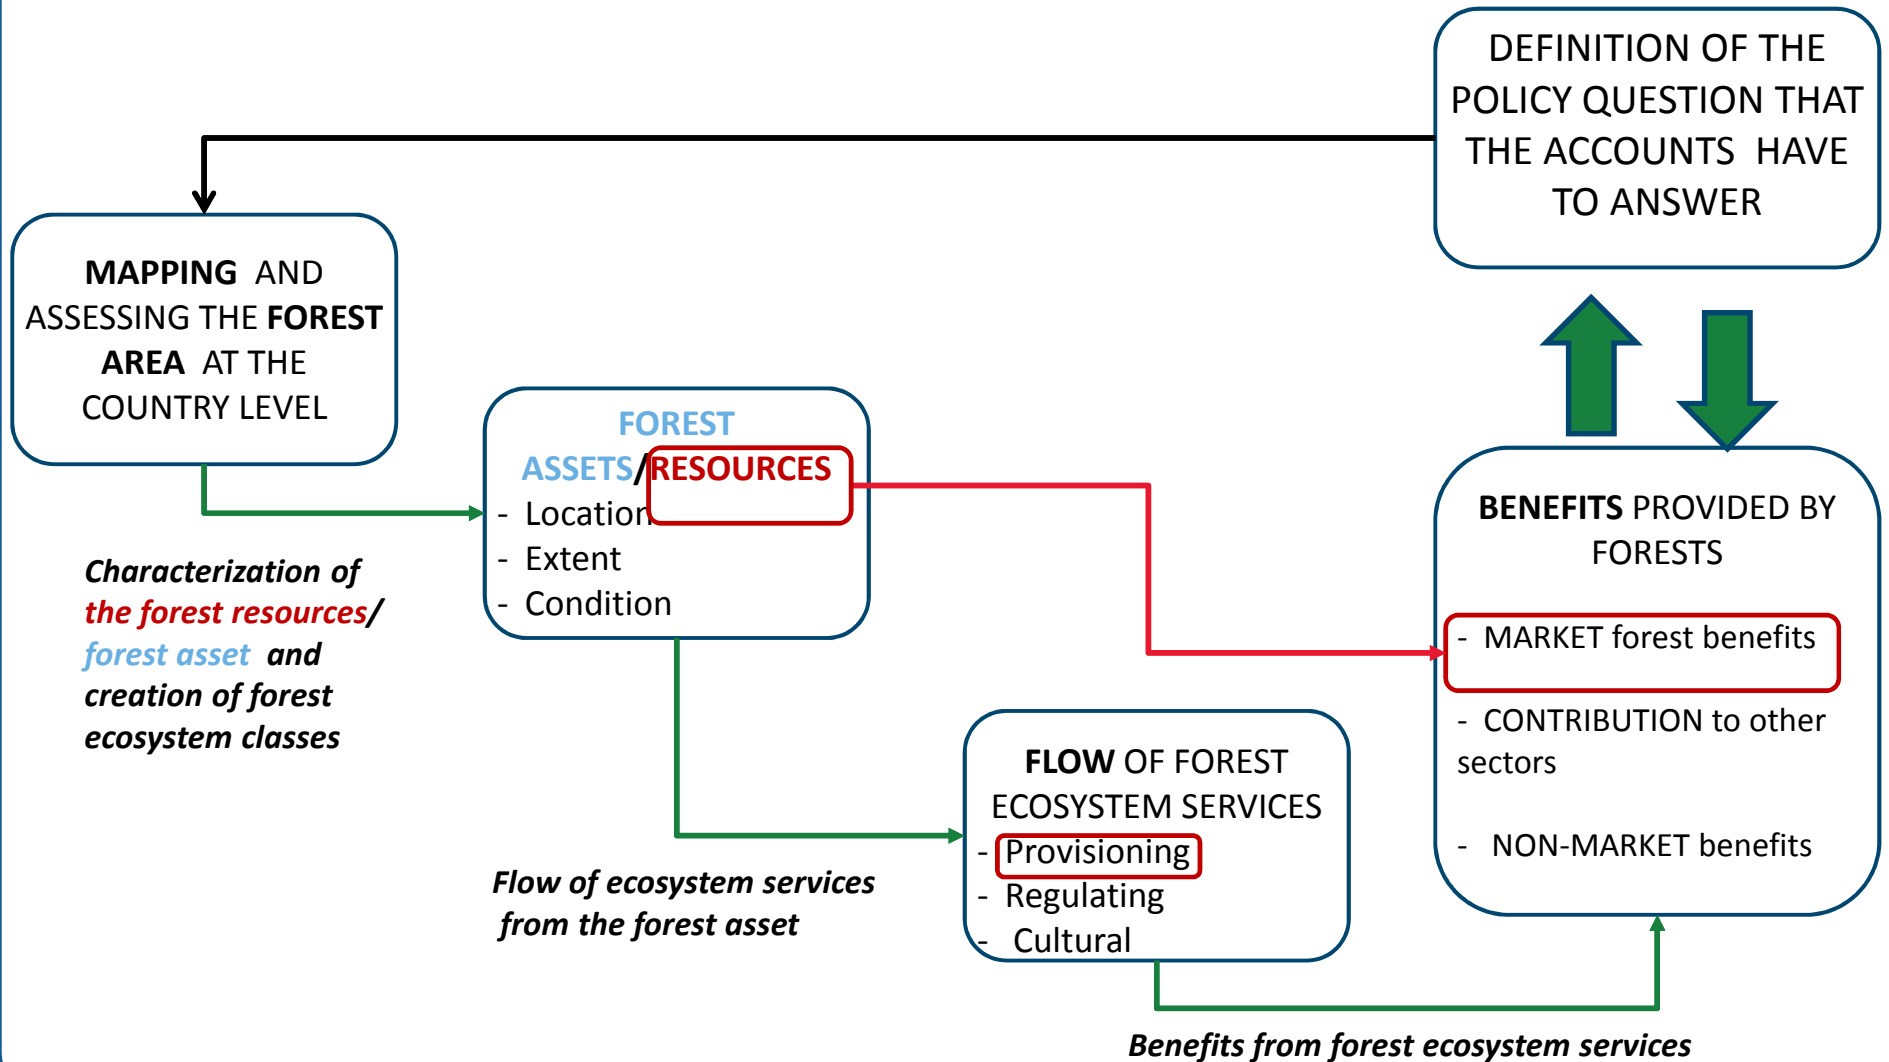 DEFINITION OF THE
POLICY QUESTION THAT
THE ACCOUNTS HAVE
TO ANSWER
MAPPING AND
ASSESSING THE FOREST
AREA AT THE
COUNTRY LEVEL
FOREST
ASSETS/RESOURCES
- Location
- Extent
- Condition
Characterization of
the forest resources/
forest asset and
creation of forest
ecosystem classes
BENEFITS PROVIDED BY
FORESTS
- MARKET forest benefits
- CONTRIBUTION to other
sectors
- NON-MARKET benefits
FLOW OF FOREST
ECOSYSTEM SERVICES
- Provisioning
- Regulating
- Cultural
Flow of ecosystem services
from the forest asset
Benefits from forest ecosystem services